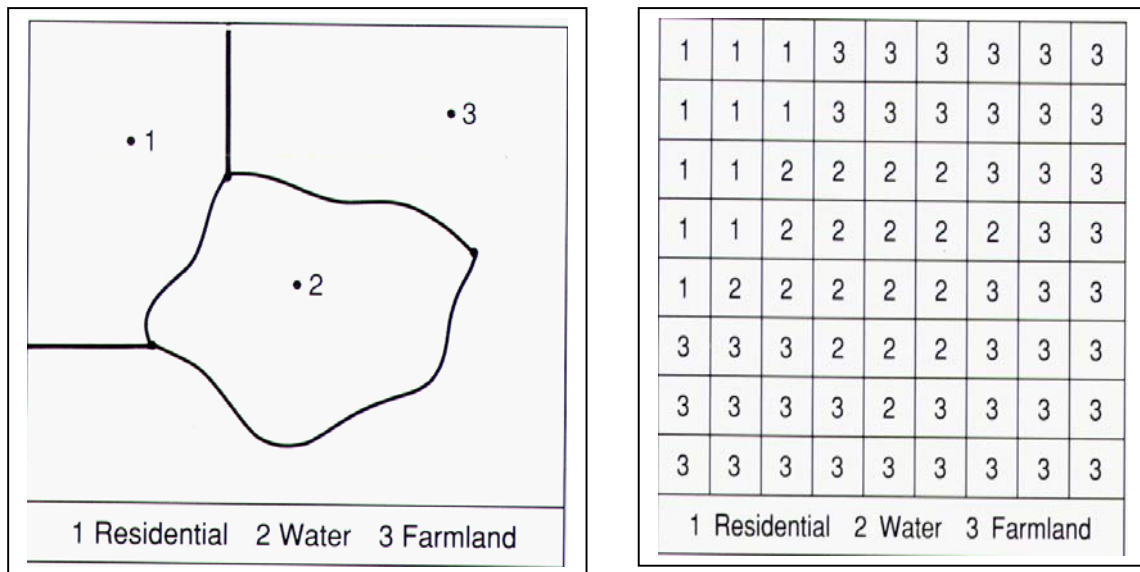 3
1
2
1 Residential 2 Water 3 Farmland
1 1 1 3 3 3 3 3 3
1 1 1 3 3 3 3 3 3
1 1 2 2 2 2 3 3 3
1 1 2 2 2 2 2 3 3
1 2 2 2 2 2 3 3 3
3 3 3 2 2 2 3 3 3
3 3 3 3 2 3 3 3 3
3 3 3 3 3 3 3 3 3
1 Residential 2 Water 3 Farmland